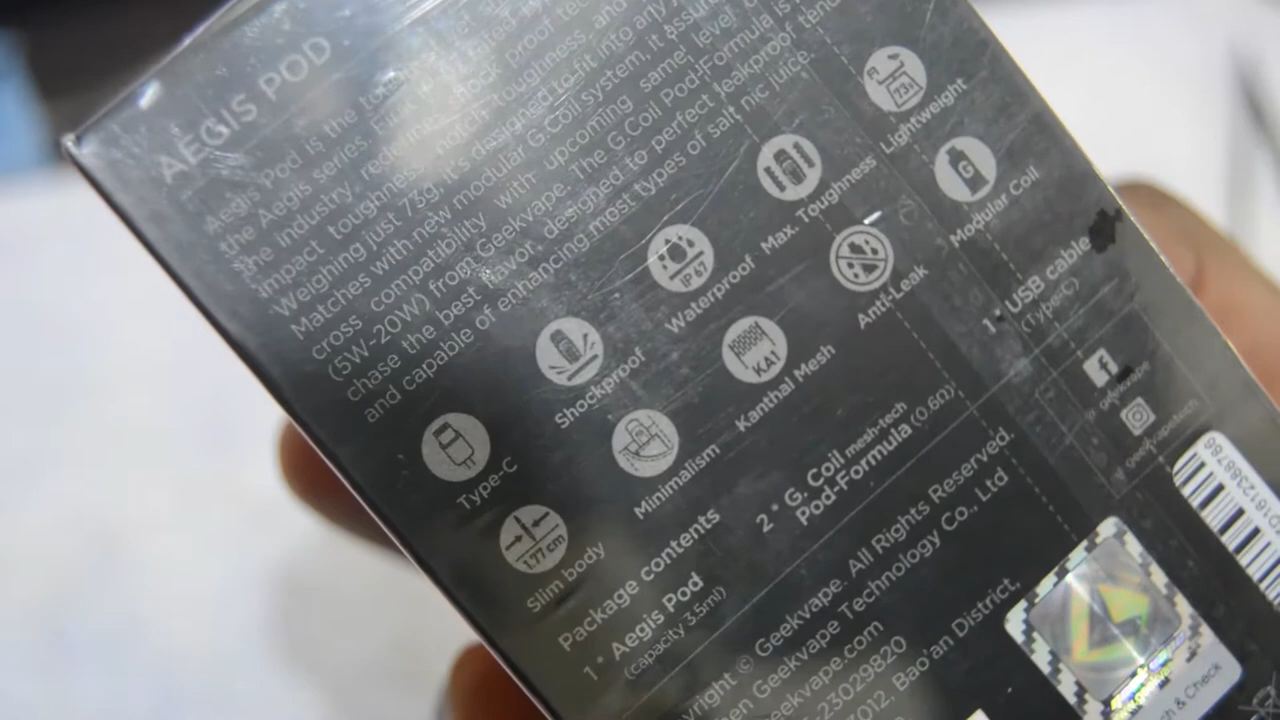 AEGIS POD
Aegis Pod is the
the Aegis series
the industry,
impact toughness. notch toughness, and
Weighing just 73g, it's designed to fit into any
Matches with new modular G.Coil system, it
cross compatibility with upcoming same level
(5W-20W) from Geekvape. The G.Coil Pod-Formula is
chase the best flavor, designed to perfect leakproof
and capable of enhancing most types of salt nic juice.
Type-C
Shockproof
IP 67
Waterproof
Max. Toughness
73g
Lightweight
1.77cm
Slim body
Minimalism
KA1
Kanthal Mesh
Anti-Leak
G
Modular Coil
Package contents
1 * Aegis Pod
(capacity 3.5ml)
2 * G. Coil mesh-tech
Pod-Formula (0.6Ω)
1 * USB cable
(Type-C)
geekvape
geekvapetech
© Geekvape. All Rights Reserved.
Geekvape Technology Co., Ltd
-23029820
Bao'an District,
& Check